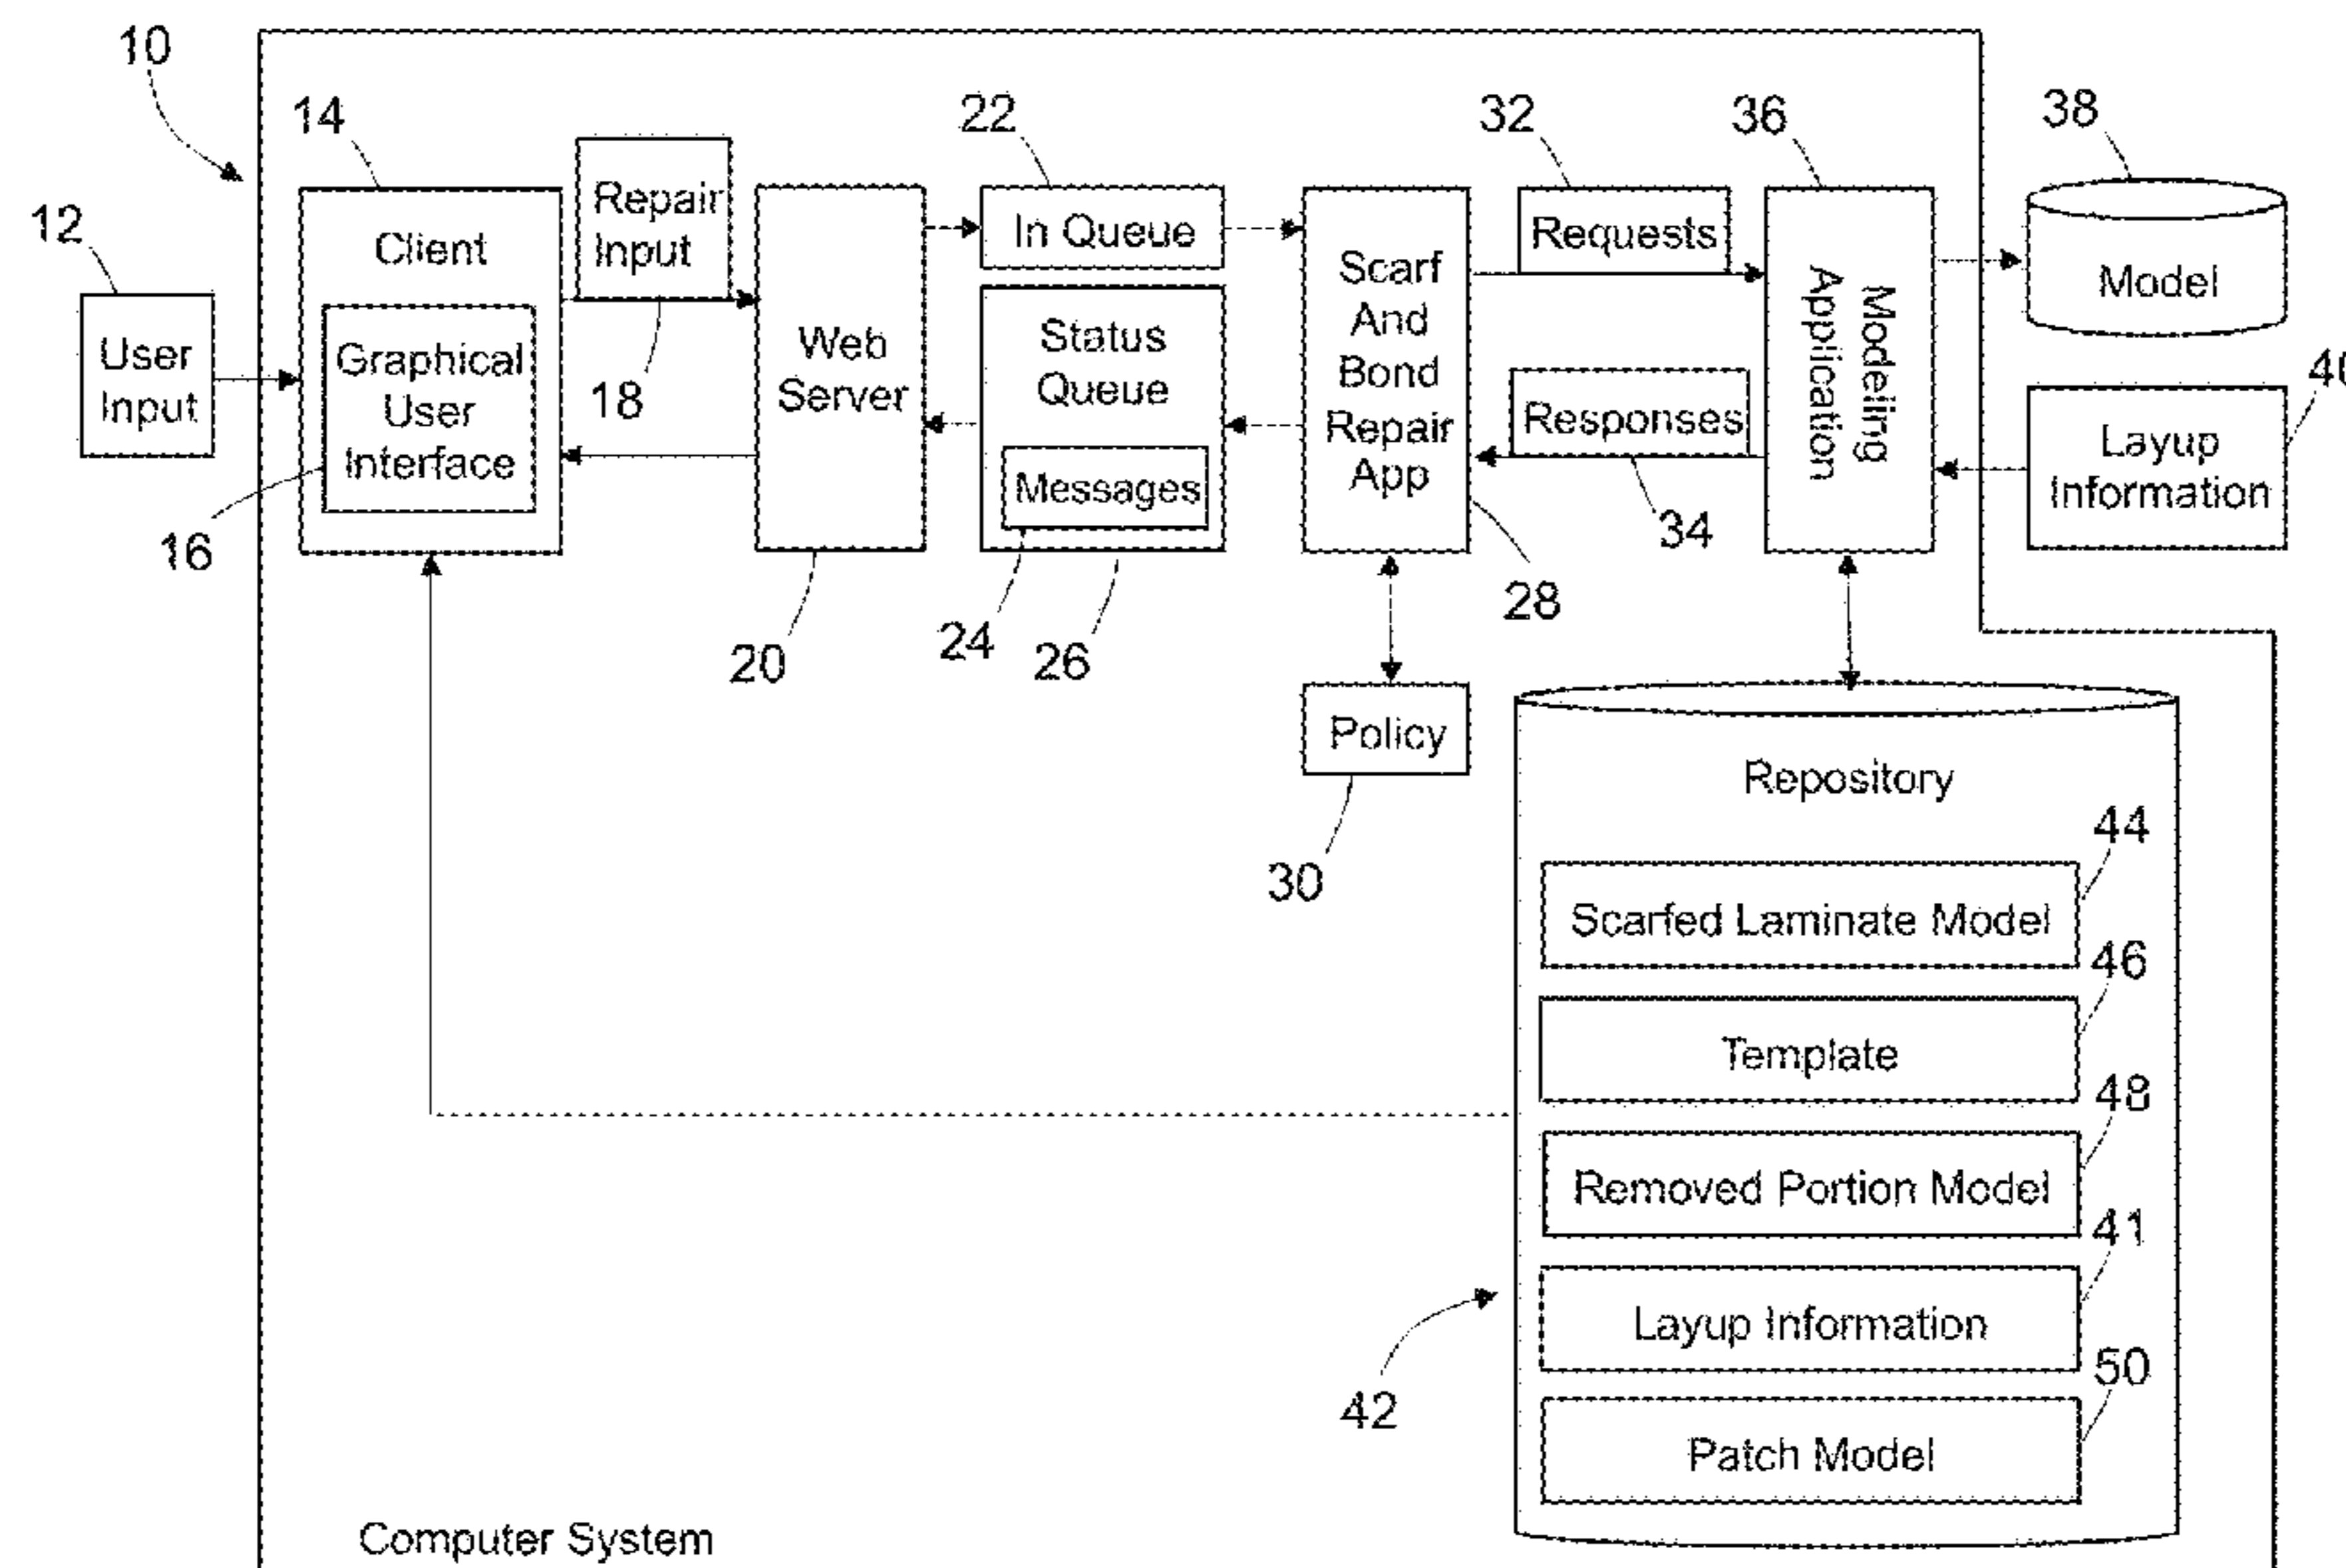 10
14
22
32
36
38
12
Repair
Input
Client
In Queue
Requests
Model
User
Input
Graphical
User
Interface
18
Web
Server
Status
Queue
Messages
Scarf
And
Bond
Repair
App
Responses
Modeling
Application
40
Layup
Information
16
20
24
26
28
34
Policy
30
Repository
44
Scarfed Laminate Model
46
Template
48
Removed Portion Model
41
Layup Information
50
Patch Model
42
Computer System